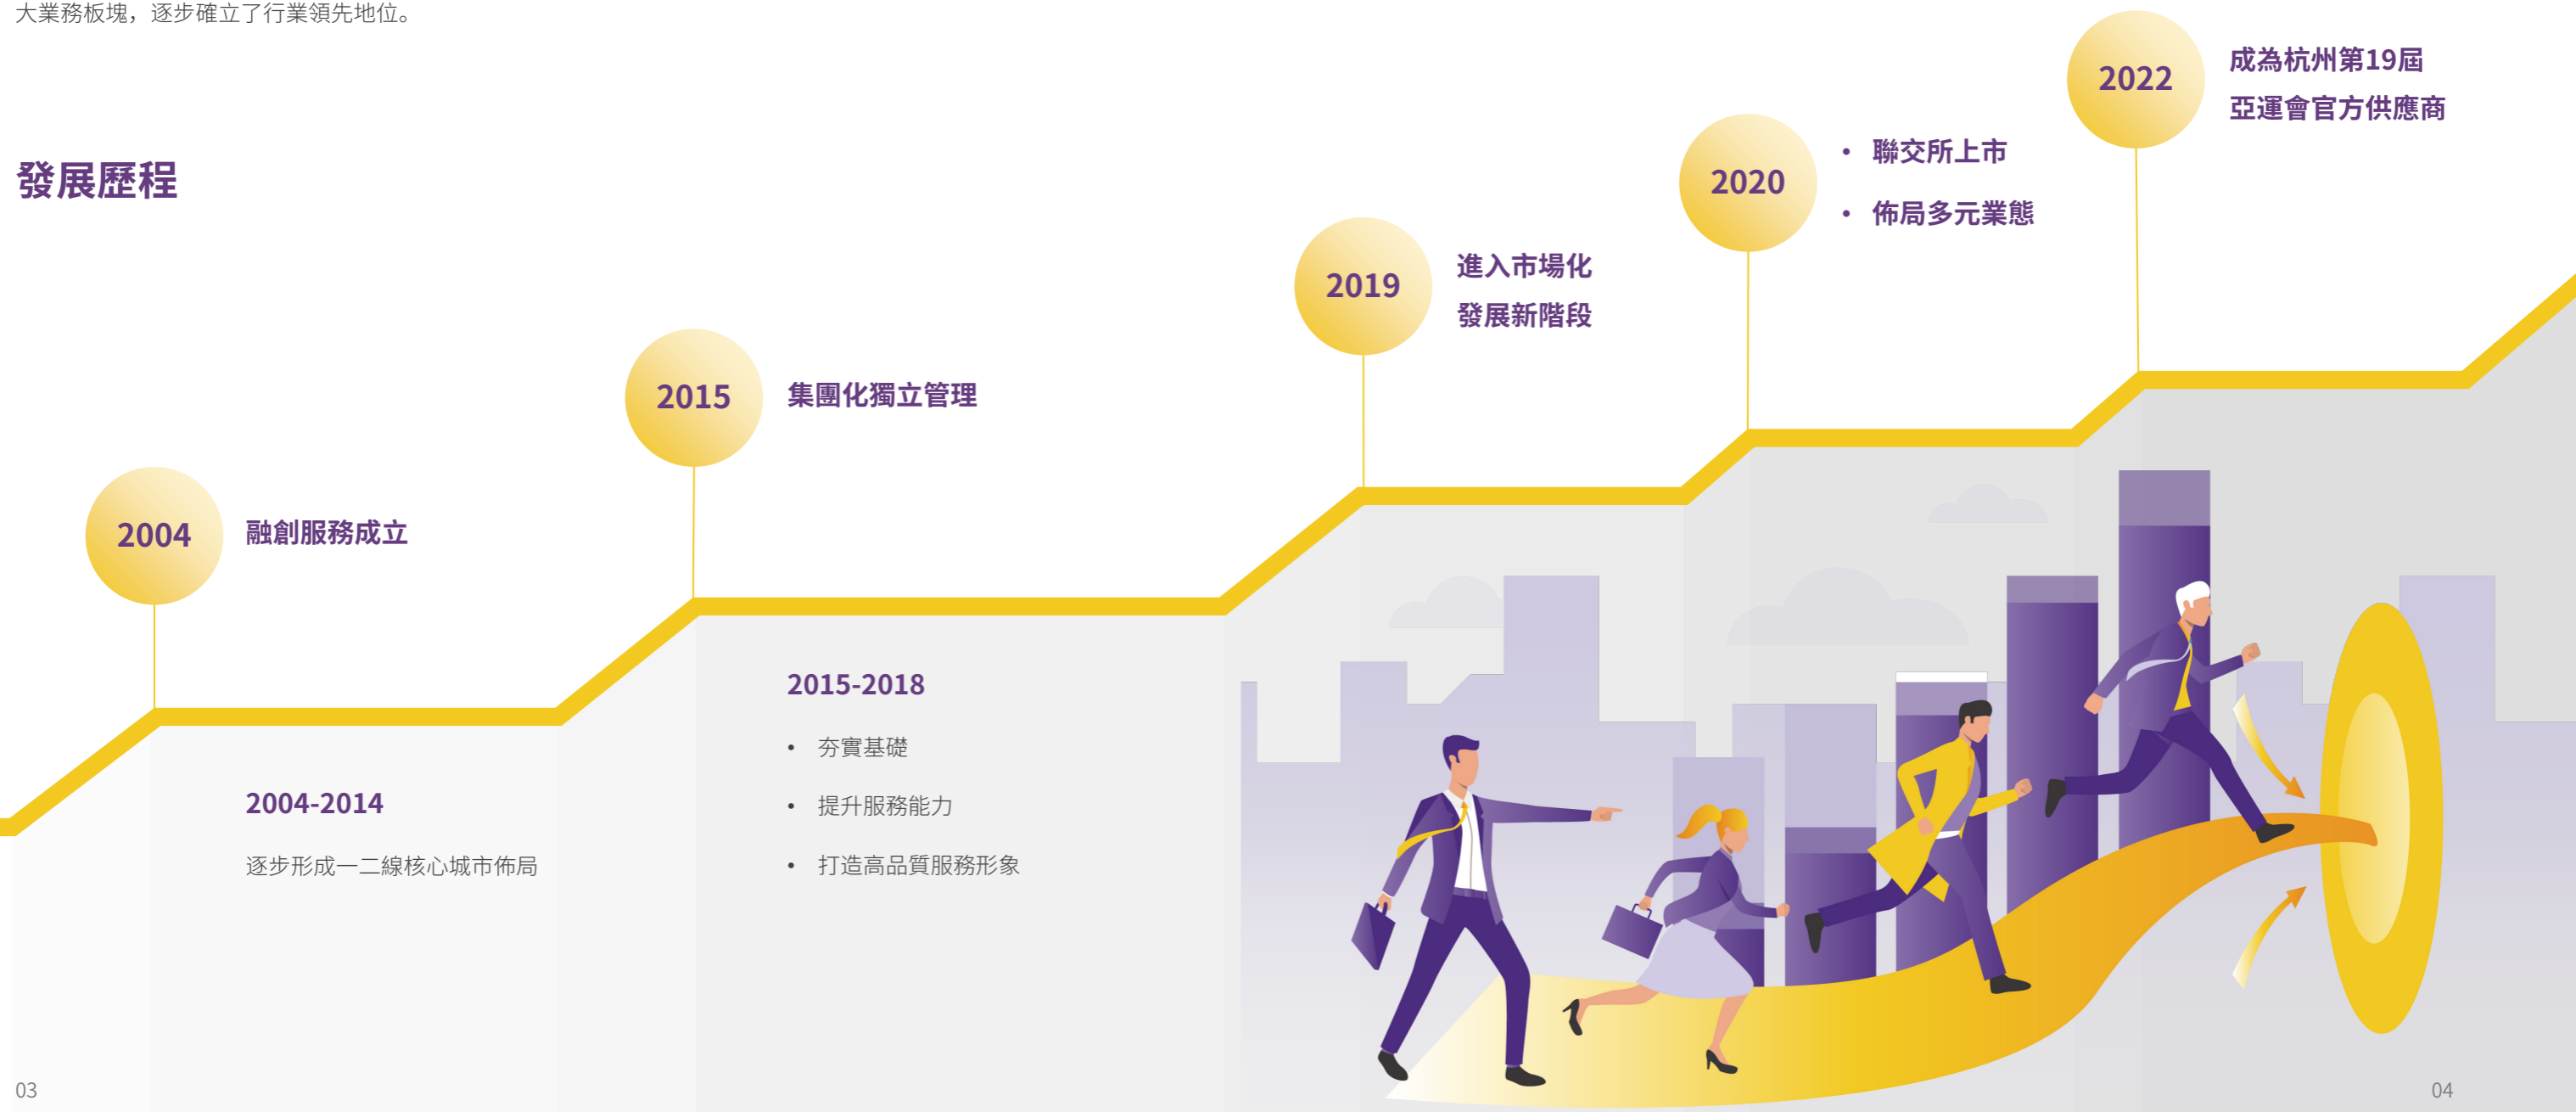 大業務板塊，逐步確立了行業領先地位。
發展歷程
2004
融創服務成立
2004-2014
逐步形成一二線核心城市佈局
2015
集團化獨立管理
2015-2018
• 夯實基礎
• 提升服務能力
• 打造高品質服務形象
2019
進入市場化
發展新階段
2020
• 聯交所上市
• 佈局多元業態
2022
成為杭州第19屆
亞運會官方供應商
03
04